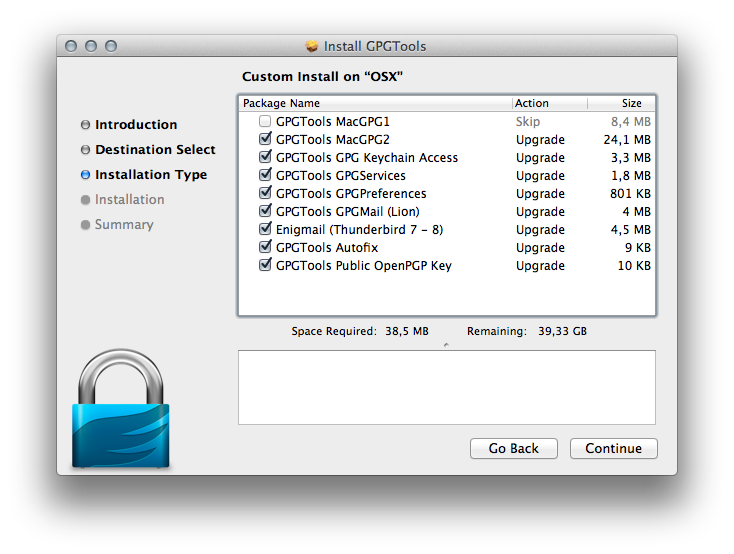 Install GPGTools
Custom Install on “OSX”
Introduction
Destination Select
Installation Type
Installation
Summary
Package Name Action Size
GPGTools MacGPG1 Skip 8,4 MB
GPGTools MacGPG2 Upgrade 24,1 MB
GPGTools GPG Keychain Access Upgrade 3,3 MB
GPGTools GPGServices Upgrade 1,8 MB
GPGTools GPGPreferences Upgrade 801 KB
GPGTools GPGMail (Lion) Upgrade 4 MB
Enigmail (Thunderbird 7 - 8) Upgrade 4,5 MB
GPGTools Autofix Upgrade 9 KB
GPGTools Public OpenPGP Key Upgrade 10 KB
Space Required: 38,5 MB Remaining: 39,33 GB
Go Back Continue